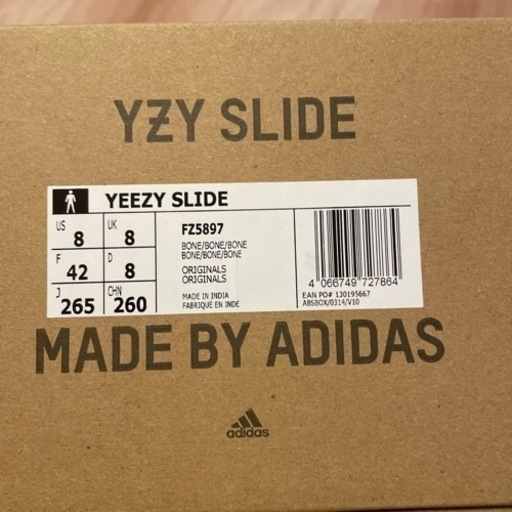 YZY SLIDE
YEEZY SLIDE
US 8 UK 8
F 42 D 8
J 265 CHN 260
FZ5897
BONE/BONE/BONE
BONE/BONE/BONE
ORIGINALS
ORIGINALS
MADE IN INDIA
FABRIQUÉ EN INDE
4 066749 727864
EAN PO# 130195667
ABSBOX/0314/V10
MADE BY ADIDAS
adidas